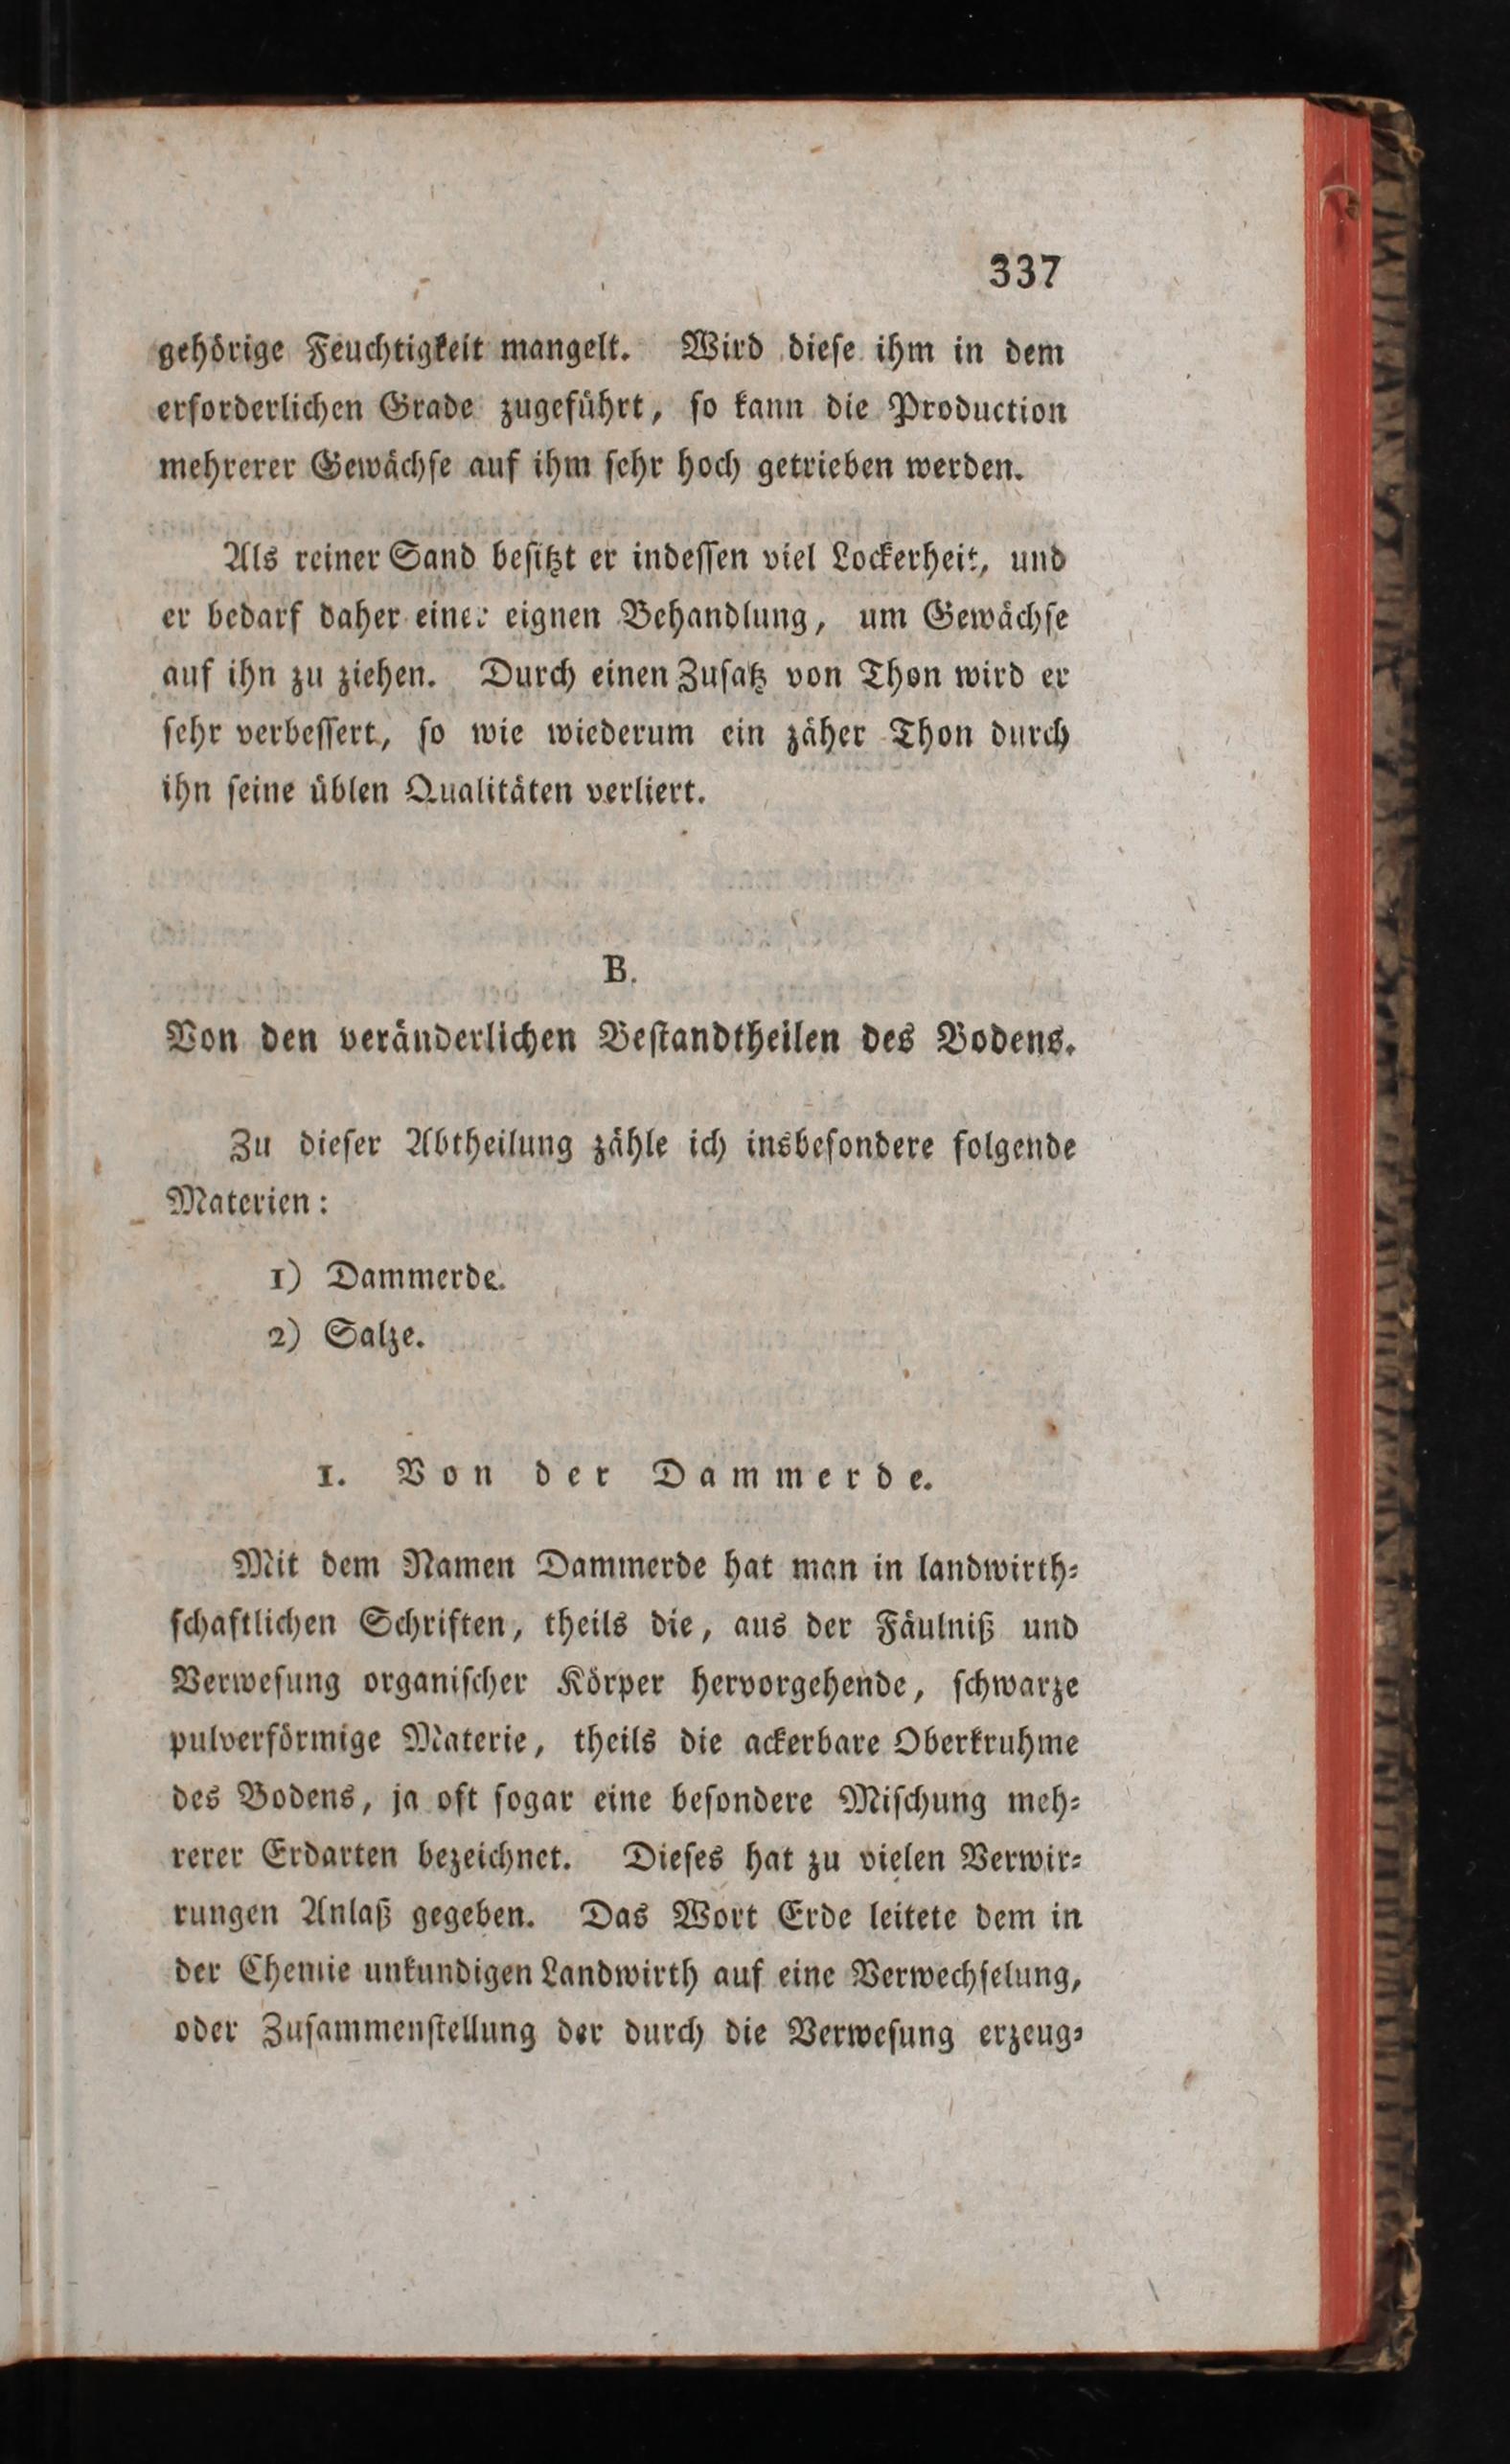 337
gehörige Feuchtigkeit mangelt. Wird dieſe ihm in dem
erforderlichen Grade zugeführt, ſo kann die Production
mehrerer Gewächſe auf ihm ſehr hoch getrieben werden.
Als reiner Sand beſitzt er indeſſen viel Lockerheit, und
er bedarf daher einer eignen Behandlung, um Gewächſe
auf ihn zu ziehen. Durch einen Zuſatz von Thon wird er
ſehr verbeſſert, ſo wie wiederum ein zäher Thon durch
ihn ſeine üblen Qualitäten verliert.
B.
Von den veränderlichen Beſtandtheilen des Bodens.
Zu dieſer Abtheilung zähle ich insbeſondere folgende
Materien:
1) Dammerde.
2) Salze.
1. Von der Dammerde.
Mit dem Namen Dammerde hat man in landwirth⸗
ſchaftlichen Schriften, theils die, aus der Fäulniß und
Verweſung organiſcher Körper hervorgehende, ſchwarze
pulverförmige Materie, theils die ackerbare Oberkruhme
des Bodens, ja oft ſogar eine beſondere Miſchung meh⸗
rerer Erdarten bezeichnet. Dieſes hat zu vielen Verwir⸗
rungen Anlaß gegeben. Das Wort Erde leitete dem in
der Chemie unkundigen Landwirth auf eine Verwechſelung,
oder Zuſammenſtellung der durch die Verweſung erzeug⸗